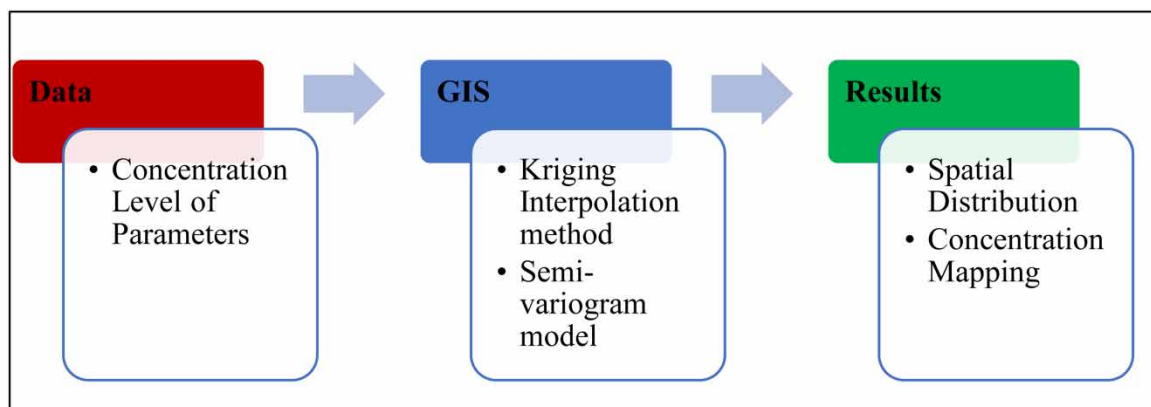 Data
• Concentration
Level of
Parameters
GIS
• Kriging
Interpolation
method
• Semi-
variogram
model
Results
• Spatial
Distribution
• Concentration
Mapping